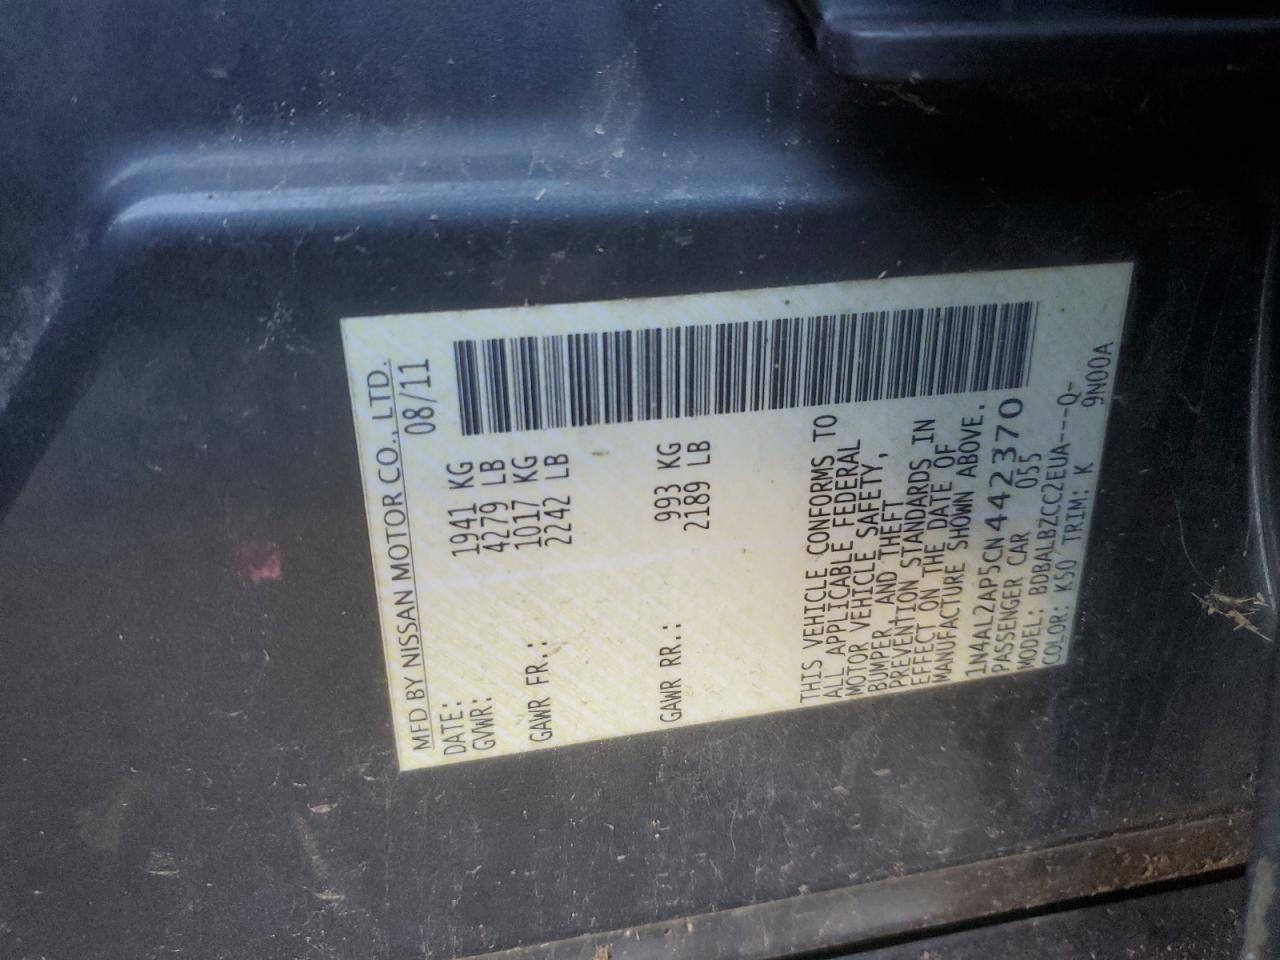 MFD BY NISSAN MOTOR CO., LTD.
DATE: 08/11
GVWR: 1941 KG
4279 LB
GAWR FR.: 1017 KG
2242 LB
GAWR RR.: 993 KG
2189 LB
THIS VEHICLE CONFORMS TO
ALL APPLICABLE FEDERAL
MOTOR VEHICLE SAFETY,
BUMPER, AND THEFT
PREVENTION STANDARDS IN
EFFECT ON THE DATE OF
MANUFACTURE SHOWN ABOVE.
1N4AL2AP5CN442370
PASSENGER CAR 055
MODEL: BDBALBZCC2EUA---Q-
COLOR: K50 TRIM: K 9N00A